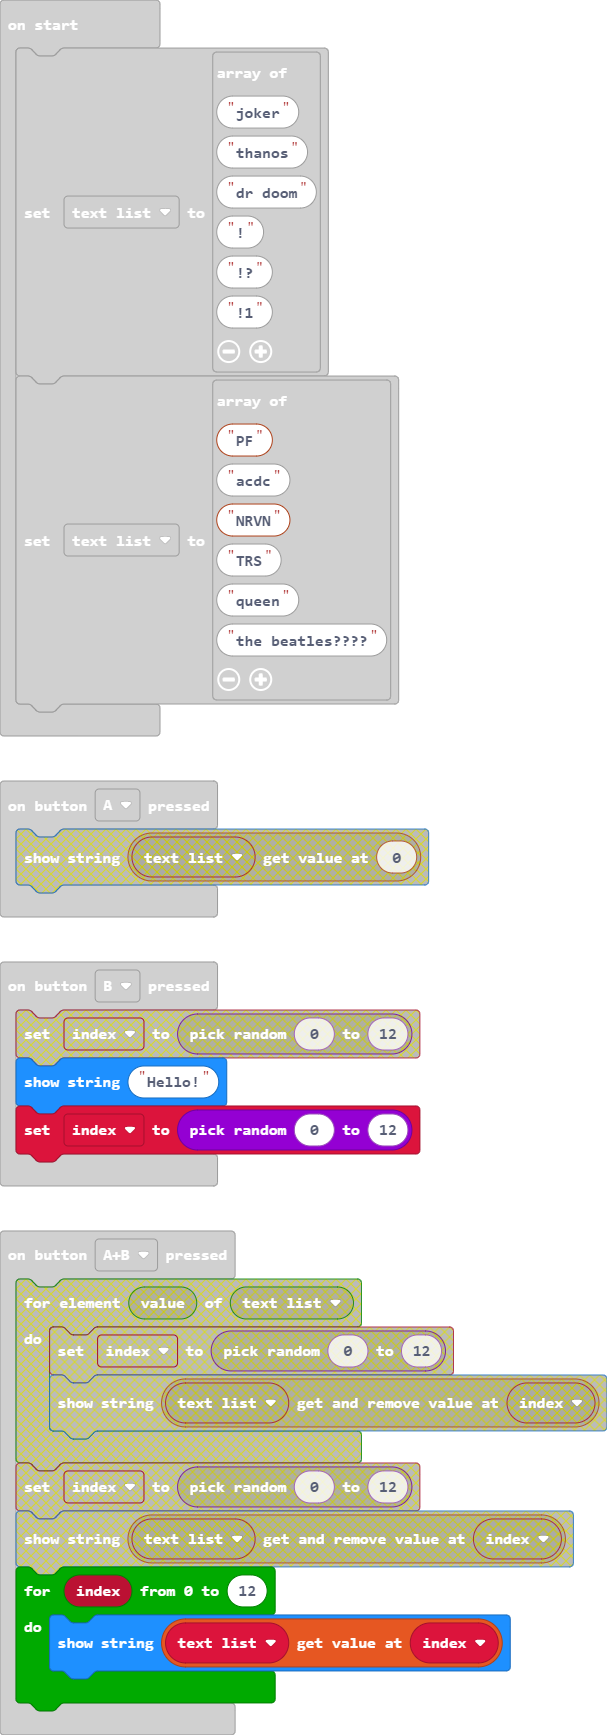 on start
array of
"joker"
"thanos"
"dr doom"
set text list to
"!"
"!?"
"!1"
array of
"PF"
"acdc"
"NRVN"
set text list to
"TRS"
"queen"
"the beatles????"
on button A pressed
show string text list get value at 0
on button B pressed
set index to pick random 0 to 12
show string "Hello!"
set index to pick random 0 to 12
on button A+B pressed
for element value of text list
do
set index to pick random 0 to 12
show string text list get and remove value at index
set index to pick random 0 to 12
show string text list get and remove value at index
for index from 0 to 12
do
show string text list get value at index